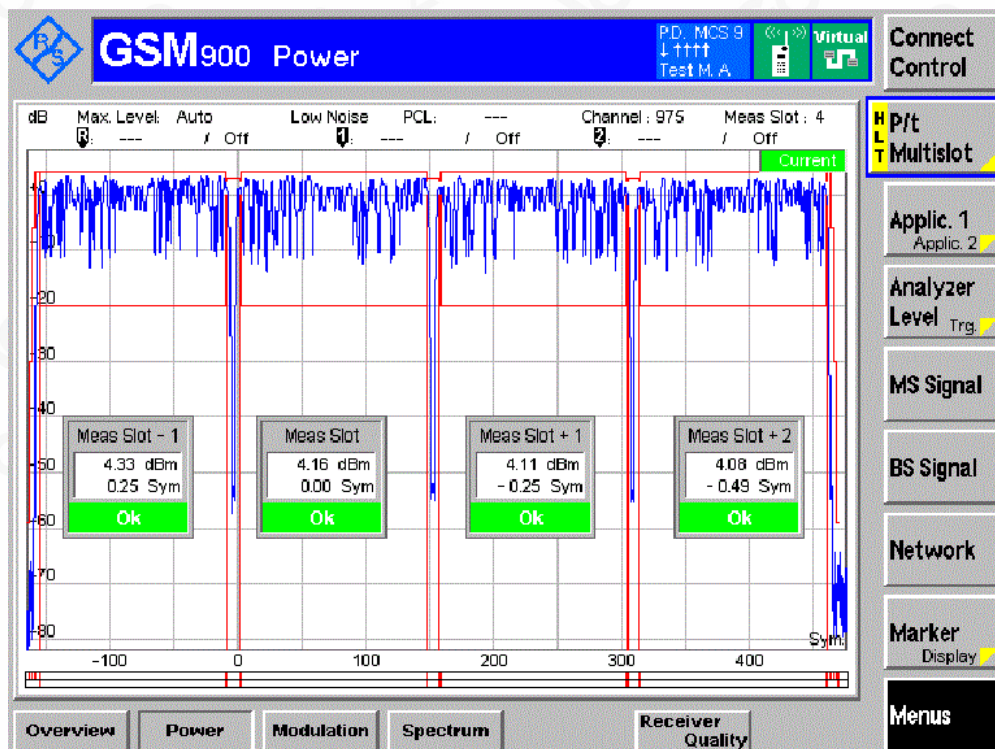 R S
GSM900 Power
P.D. MCS 9
↓ ↑↑↑↑
Test M. A
Virtual
dB Max. Level: Auto Low Noise PCL: --- Channel : 975 Meas Slot : 4
R : --- / Off 1 : --- / Off 2 : --- / Off
Current
+0
-10
-20
-30
-40
-50
-60
-70
-80
Meas Slot - 1
4.33 dBm
0.25 Sym
Ok
Meas Slot
4.16 dBm
0.00 Sym
Ok
Meas Slot + 1
4.11 dBm
- 0.25 Sym
Ok
Meas Slot + 2
4.08 dBm
- 0.49 Sym
Ok
Sym.
-100 0 100 200 300 400
Connect
Control
H L T
P/t
Multislot
Applic. 1
Applic. 2
Analyzer
Level Trg.
MS Signal
BS Signal
Network
Marker
Display
Menus
Overview Power Modulation Spectrum Receiver Quality